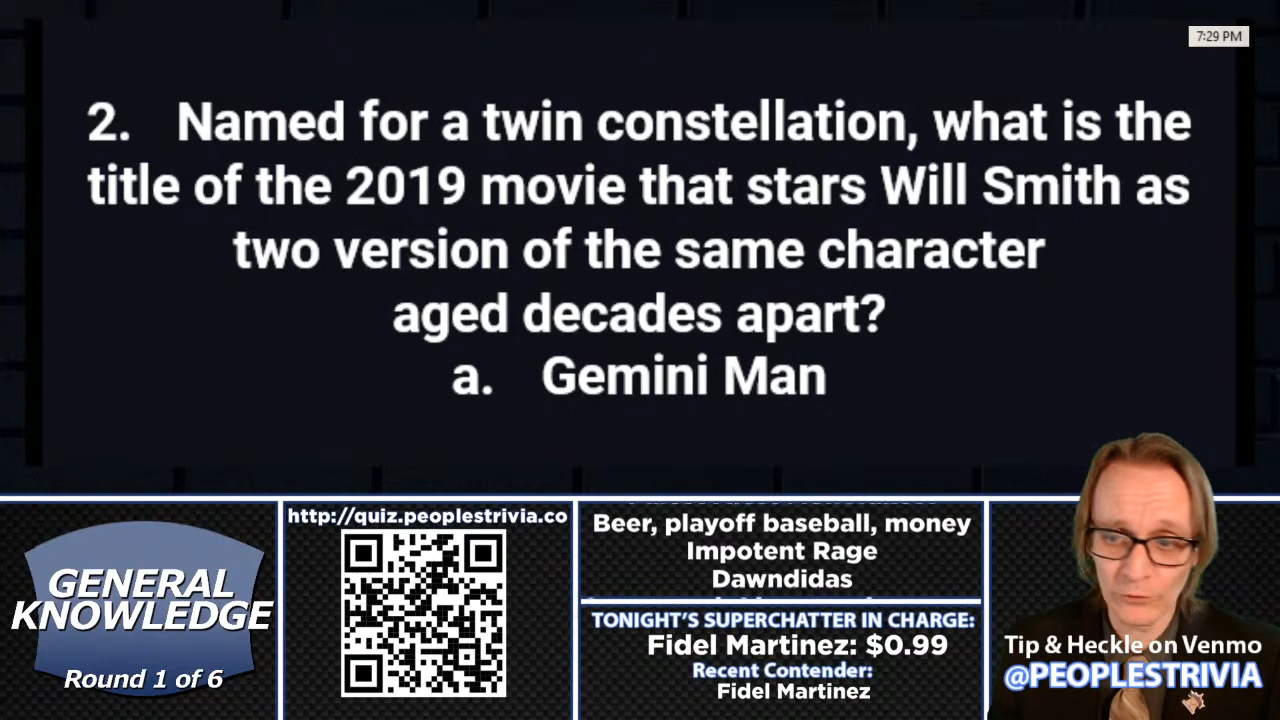 7:29 PM
2. Named for a twin constellation, what is the
title of the 2019 movie that stars Will Smith as
two version of the same character
aged decades apart?
a. Gemini Man
GENERAL
KNOWLEDGE
Round 1 of 6
http://quiz.peoplestrivia.co
Beer, playoff baseball, money
Impotent Rage
Dawndidas
TONIGHT'S SUPERCHATTER IN CHARGE:
Fidel Martinez: $0.99
Recent Contender:
Fidel Martinez
Tip & Heckle on Venmo
@PEOPLESTRIVIA